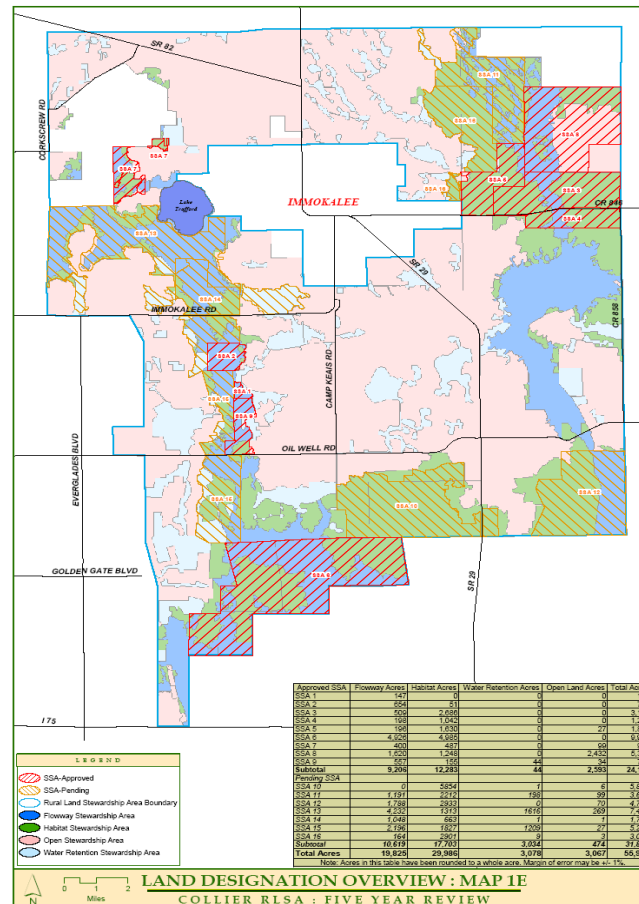 SR 82
SSA 11
CORKSCREW RD
SSA 7
SSA 7
SSA 3
SSA 4
IMMOKALEE
CR 846
Lake
Trafford
SSA 13
SR 29
CR 858
SSA 14
IMMOKALEE RD
SSA 2
CAMP KEAIS RD
OIL WELL RD
EVERGLADES BLVD
SSA 15
SSA 10
SSA 12
GOLDEN GATE BLVD
SSA 6
SR 29
I 75
Approved SSA Flowway Acres Habitat Acres Water Retention Acres Open Land Acres Total Ac
SSA 1 147 0 0 0
SSA 2 654 51 0 0
SSA 3 509 2,686 0 0
SSA 4 198 1,042 0 0
SSA 5 196 1,630 0 27
SSA 6 4,926 4,985 0 0
SSA 7 400 487 0 99
SSA 8 1,620 1,248 0 2,432
SSA 9 557 155 44 34
Subtotal 9,206 12,283 44 2,593 24,1
Pending SSA
SSA 10 0 5854 1 6
SSA 11 1,191 2212 198 99
SSA 12 1,788 2933 0 70
SSA 13 4,232 1313 1616 269
SSA 14 1,048 663 1 1
SSA 15 2,196 1827 1209 27
SSA 16 164 2901 9 3
Subtotal 10,619 17,703 3,034 474 31,8
Total Acres 19,825 29,986 3,078 3,067 55,9
Note: Acres in this table have been rounded to a whole acre. Margin of error may be +/- 1%.
LEGEND
SSA-Approved
SSA-Pending
Rural Land Stewardship Area Boundary
Flowway Stewardship Area
Habitat Stewardship Area
Open Stewardship Area
Water Retention Stewardship Area
N
0 1 2
Miles
LAND DESIGNATION OVERVIEW : MAP 1E
COLLIER RLSA : FIVE YEAR REVIEW